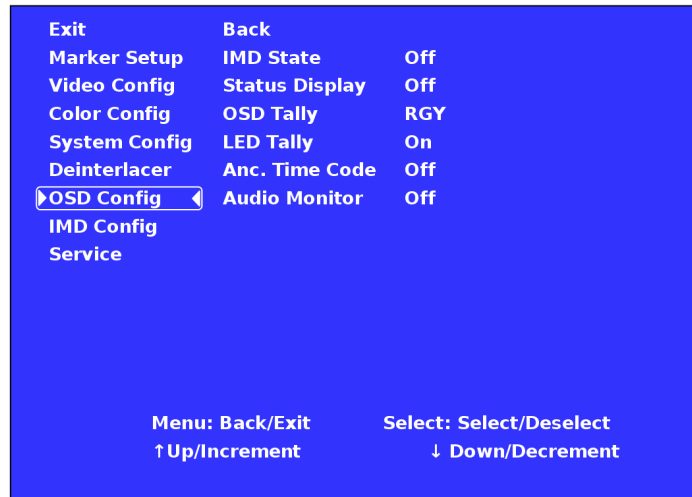 Exit Back
Marker Setup IMD State Off
Video Config Status Display Off
Color Config OSD Tally RGY
System Config LED Tally On
Deinterlacer Anc. Time Code Off
OSD Config Audio Monitor Off
IMD Config
Service
Menu: Back/Exit Select: Select/Deselect
↑Up/Increment ↓ Down/Decrement